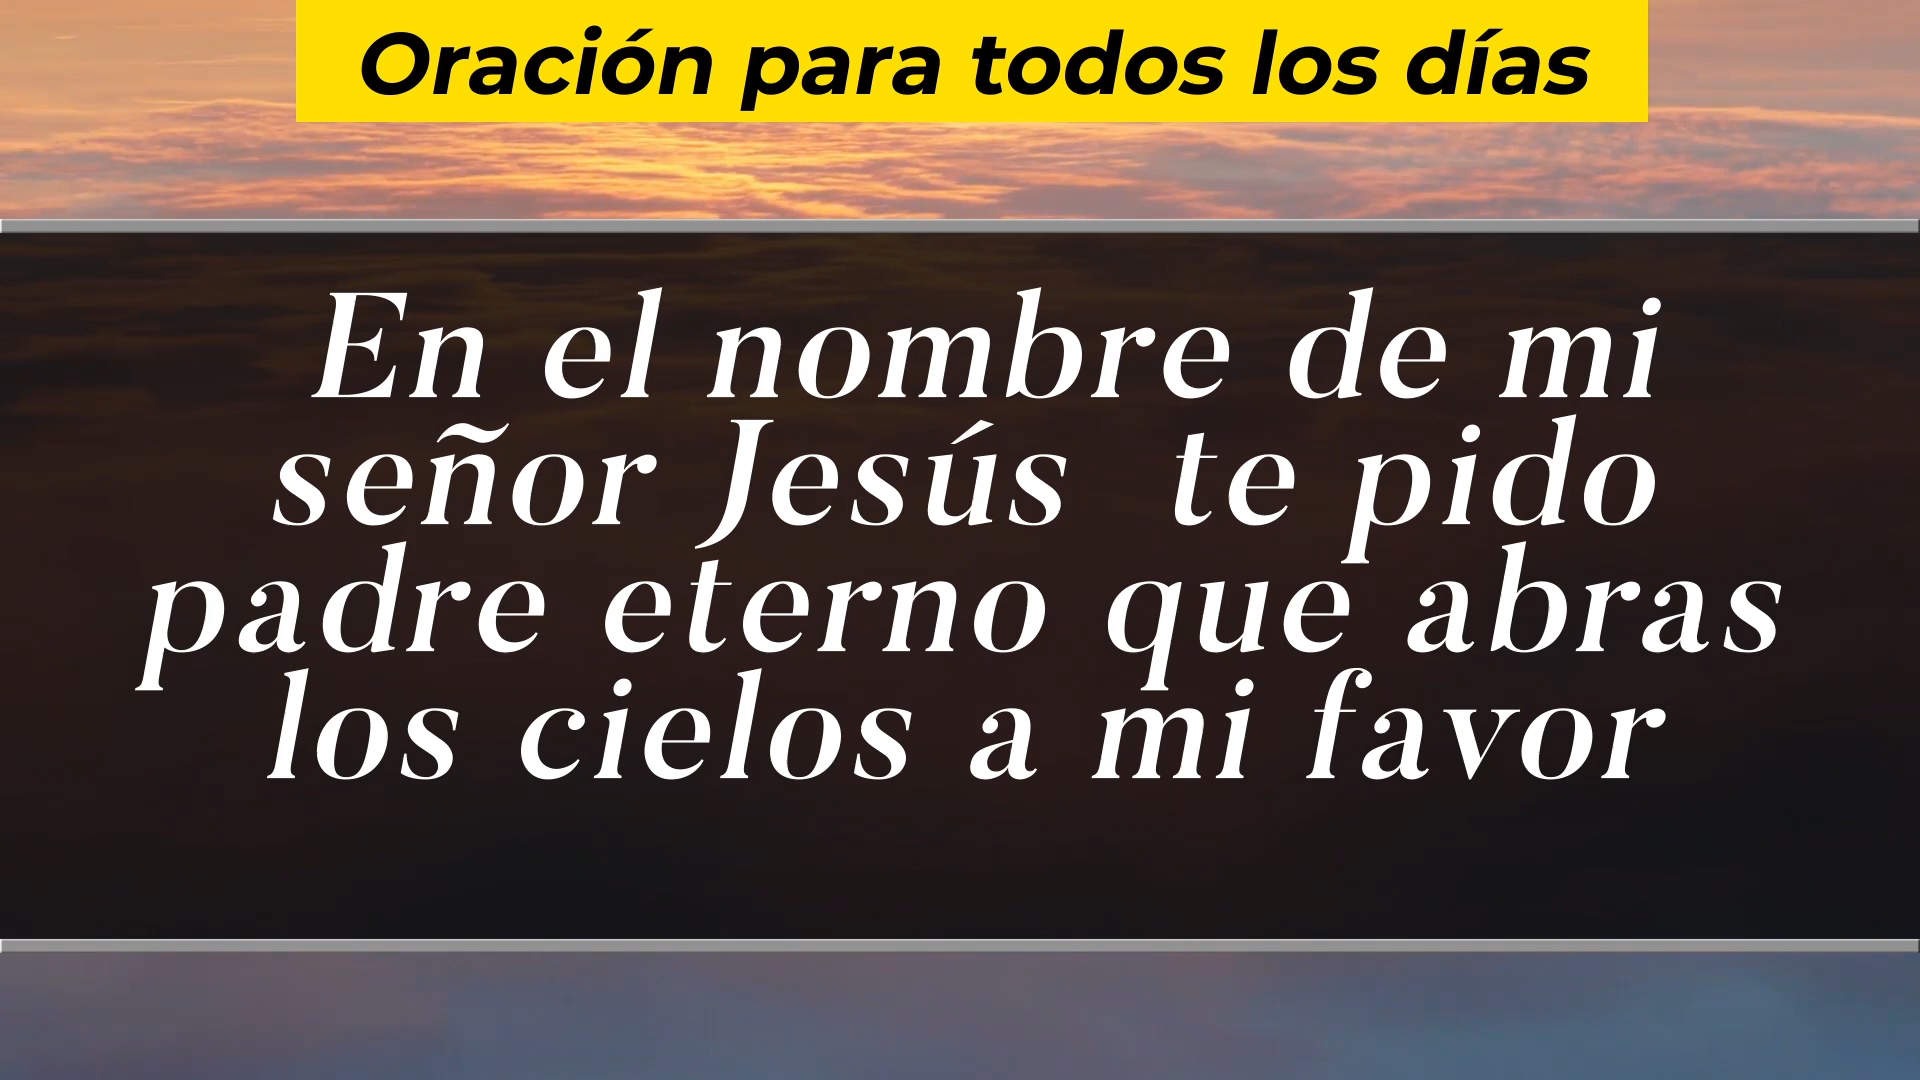 Oración para todos los días
En el nombre de mi
señor Jesús  te pido
padre eterno que abras
los cielos a mi favor